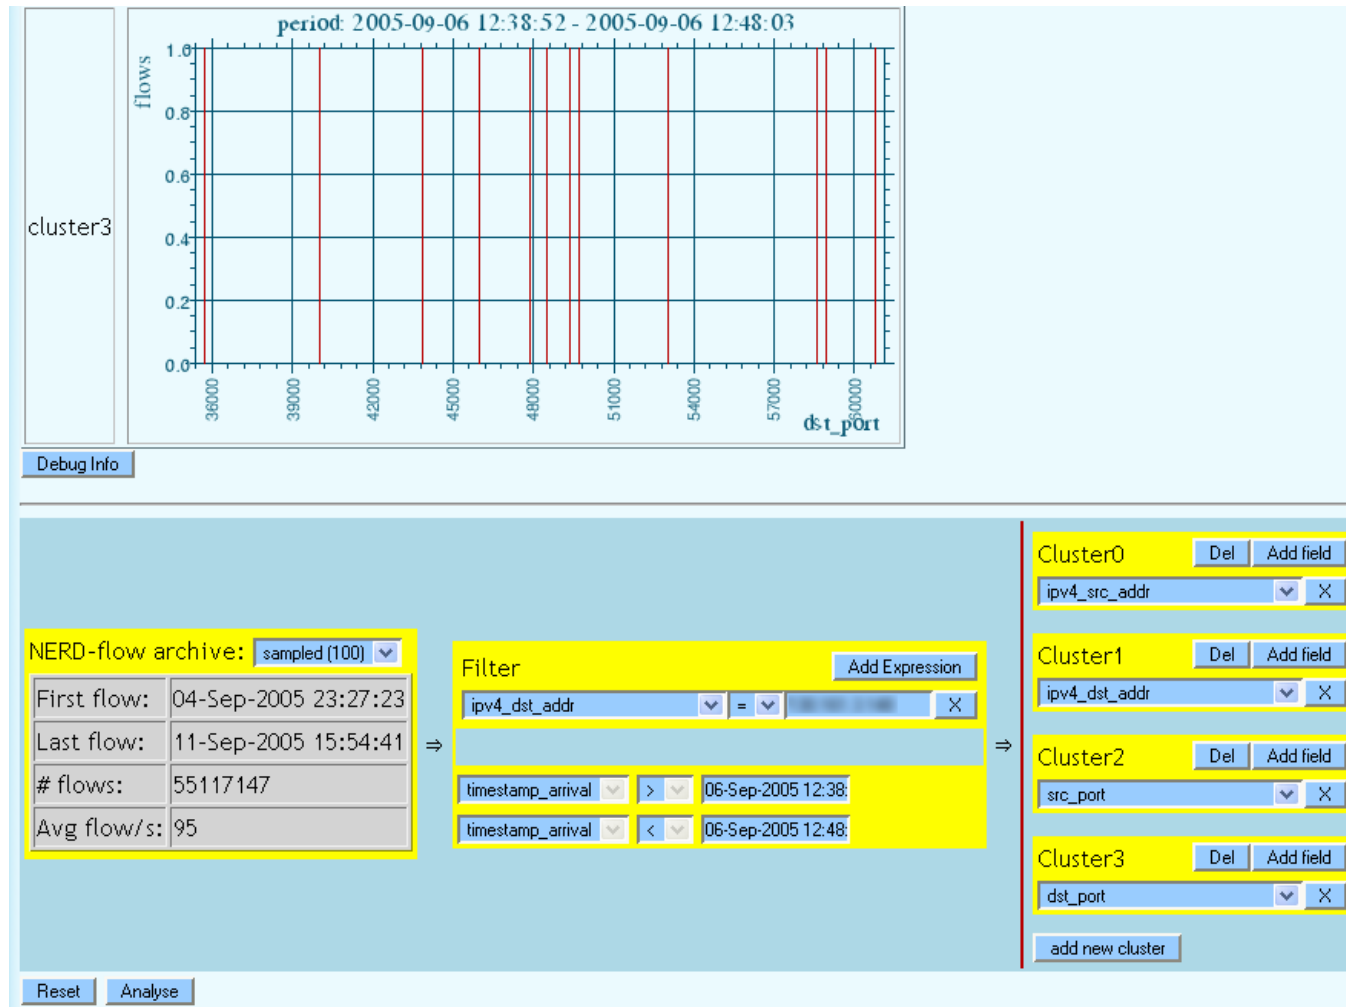 period: 2005-09-06 12:38:52 - 2005-09-06 12:48:03
flows
1.0
0.8
0.6
0.4
0.2
0.0
cluster3
36000 39000 42000 45000 48000 51000 54000 57000 60000
dst_port
Debug Info
Cluster0 Del Add field
ipv4_src_addr X
NERD-flow archive: sampled (100)
First flow: 04-Sep-2005 23:27:23
Last flow: 11-Sep-2005 15:54:41
# flows: 55117147
Avg flow/s: 95
⇒
Filter Add Expression
ipv4_dst_addr = X
timestamp_arrival > 06-Sep-2005 12:38:
timestamp_arrival < 06-Sep-2005 12:48:
⇒
Cluster1 Del Add field
ipv4_dst_addr X
Cluster2 Del Add field
src_port X
Cluster3 Del Add field
dst_port X
add new cluster
Reset Analyse